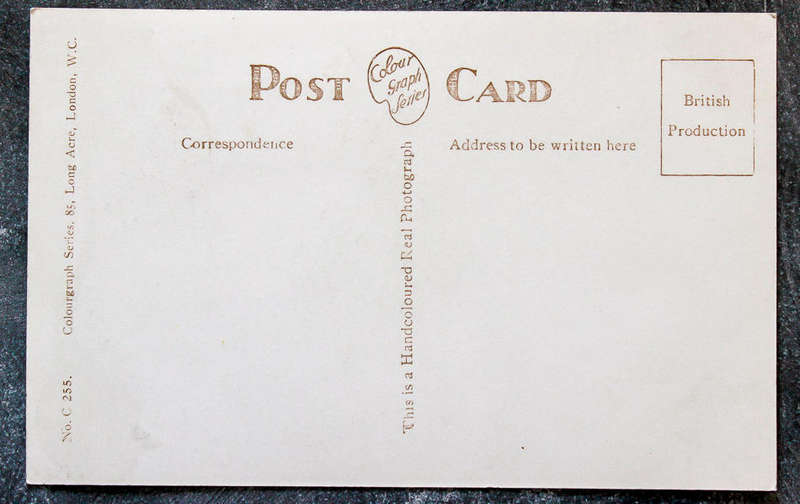 POST CARD
Colour
Graph
Series
British
Production
Correspondence
Address to be written here
This is a Handcoloured Real Photograph
No. C 255. Colourgraph Series, 85, Long Acre, London, W.C.